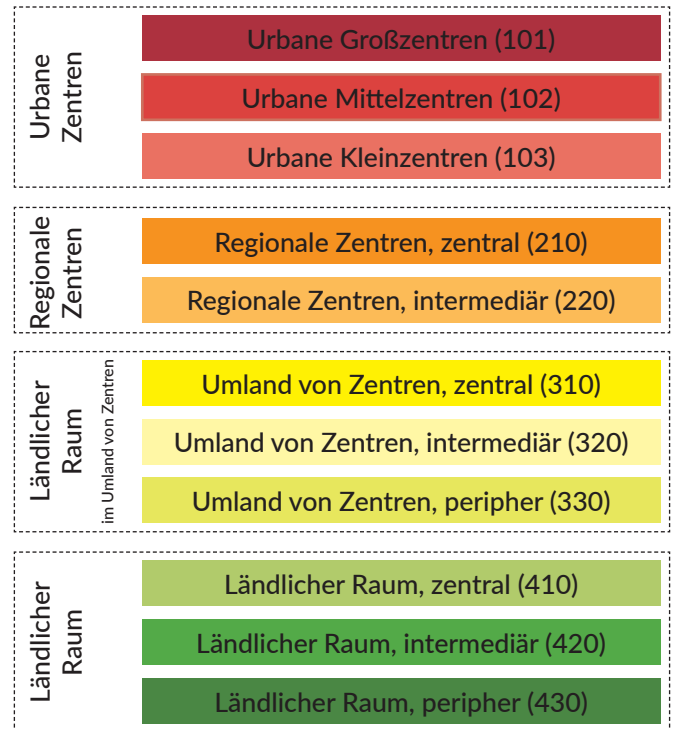 Urbane
Zentren
Urbane Großzentren (101)
Urbane Mittelzentren (102)
Urbane Kleinzentren (103)
Regionale
Zentren
Regionale Zentren, zentral (210)
Regionale Zentren, intermediär (220)
Ländlicher
Raum
im Umland von Zentren
Umland von Zentren, zentral (310)
Umland von Zentren, intermediär (320)
Umland von Zentren, peripher (330)
Ländlicher
Raum
Ländlicher Raum, zentral (410)
Ländlicher Raum, intermediär (420)
Ländlicher Raum, peripher (430)